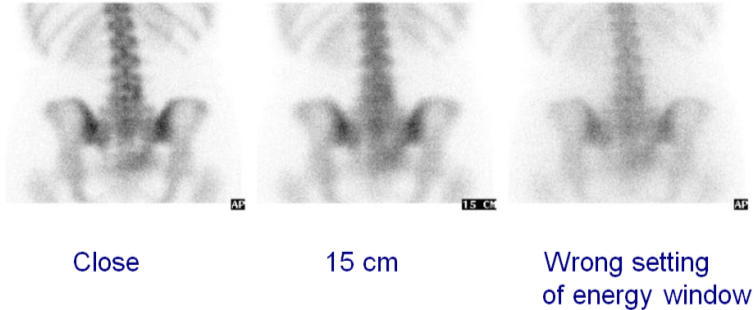 AP
15 CM
AP
Close
15 cm
Wrong setting
of energy window